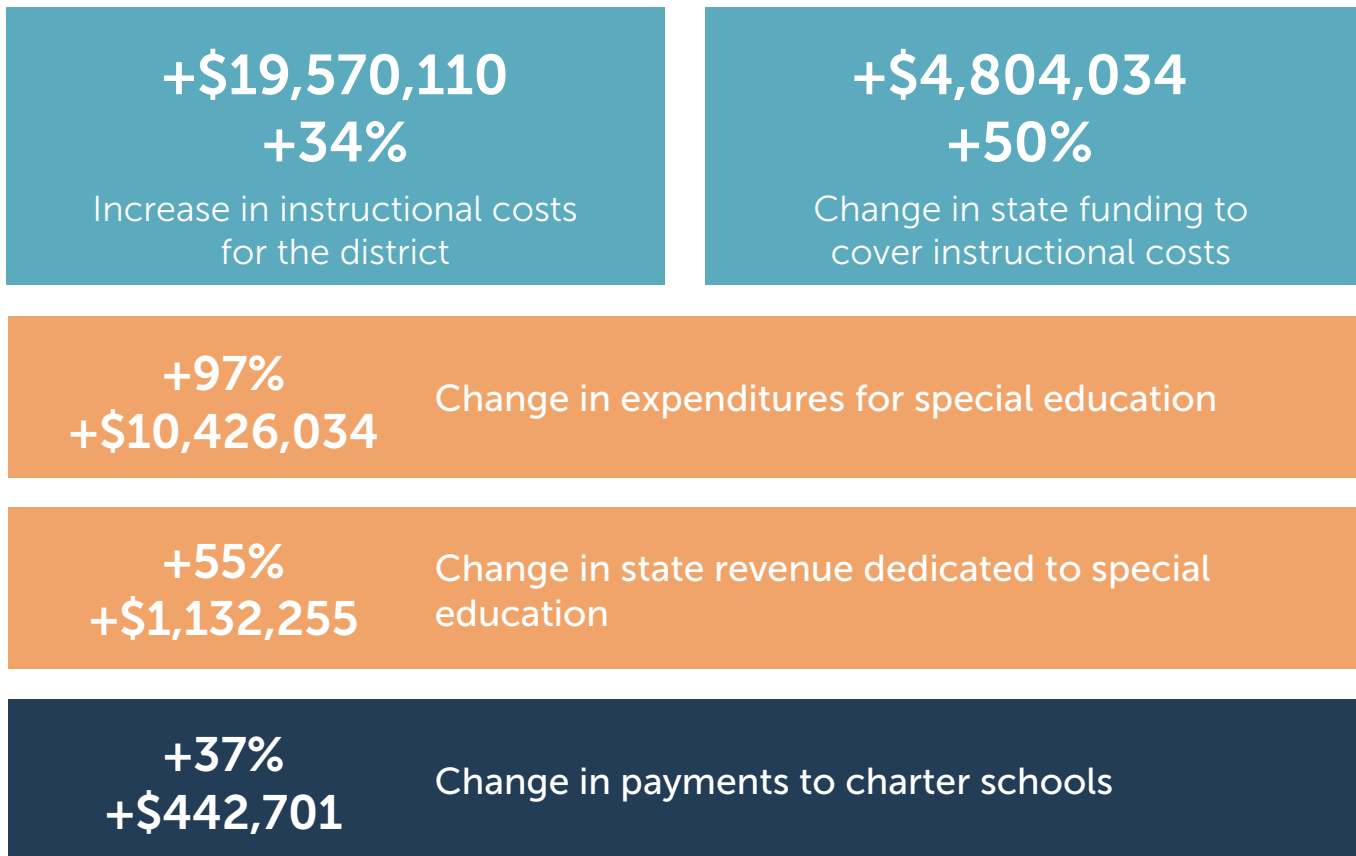 +$19,570,110
+34%
Increase in instructional costs
for the district
+$4,804,034
+50%
Change in state funding to
cover instructional costs
+97%
+$10,426,034
Change in expenditures for special education
+55%
+$1,132,255
Change in state revenue dedicated to special
education
+37%
+$442,701
Change in payments to charter schools